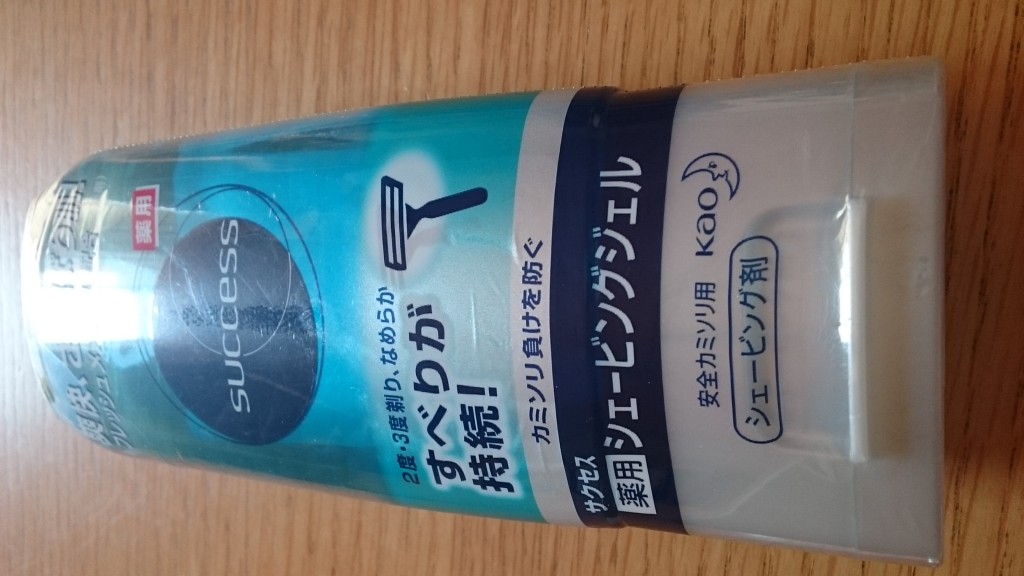 薬用
success
2度・3度剃り、なめらか
すべりが
持続!
カミソリ負けを防ぐ
サクセス
薬用 シェービングジェル
安全カミソリ用 Kao
シェービング剤